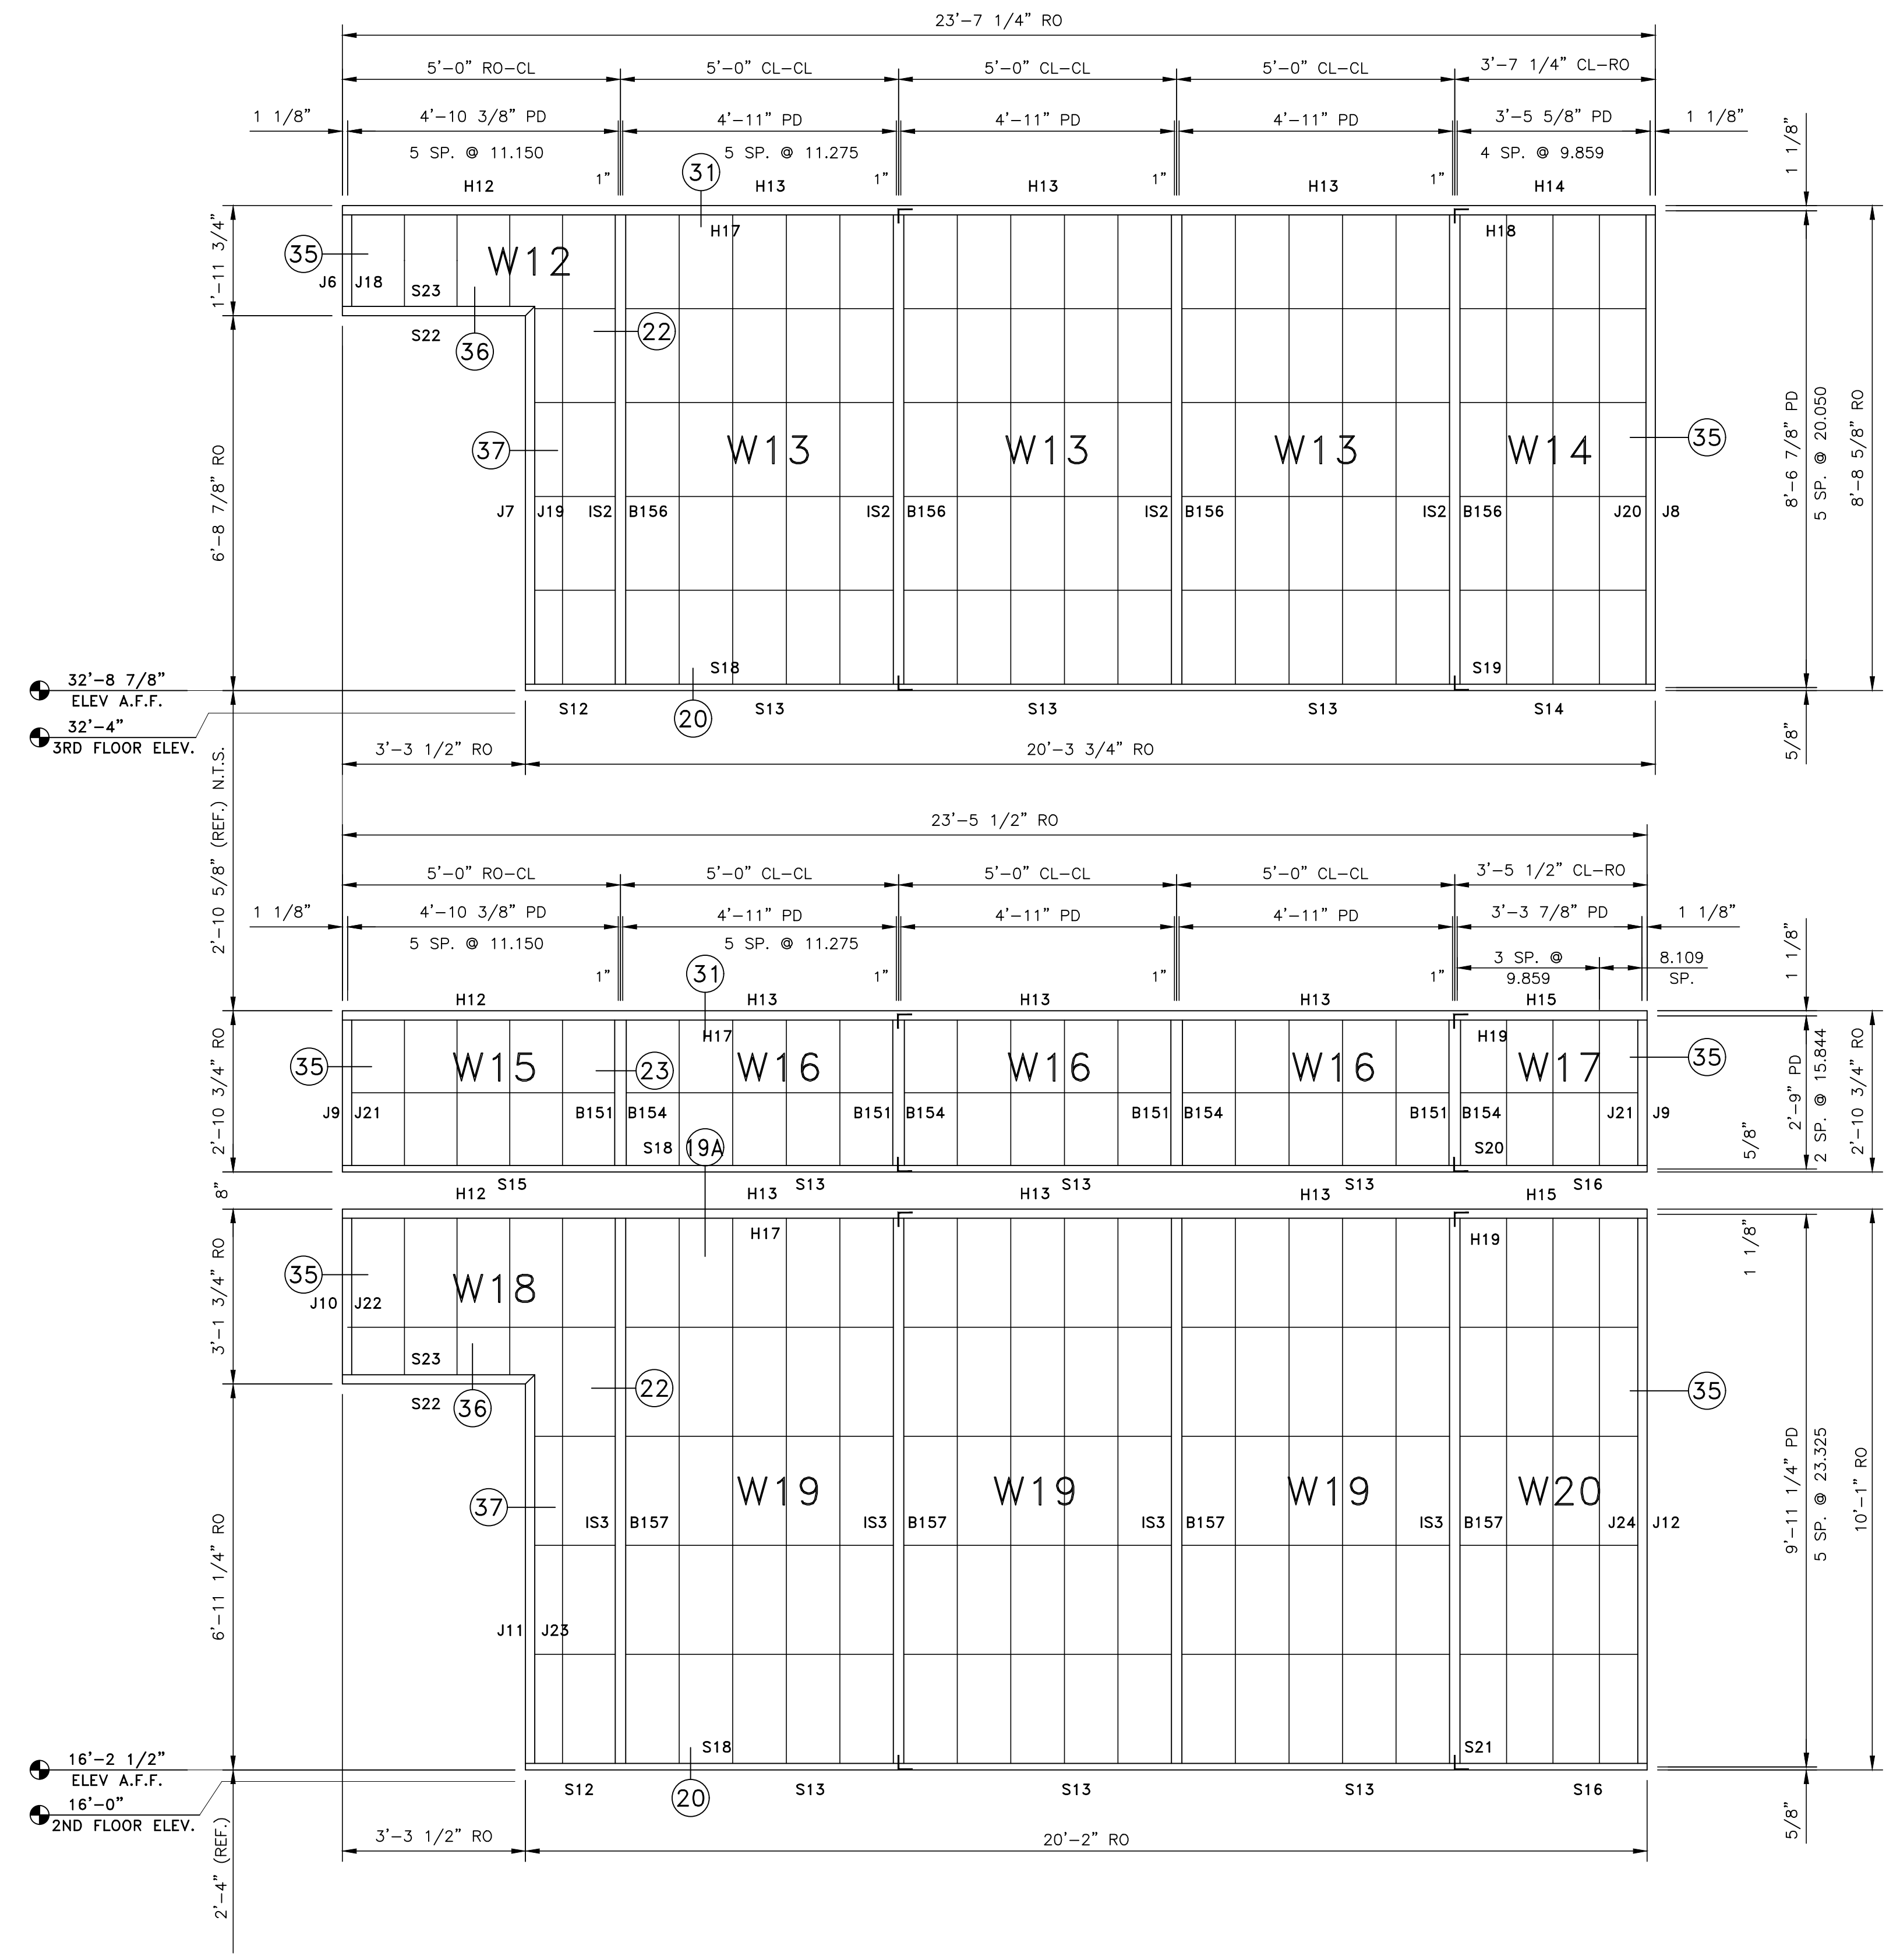 23'-7 1/4" RO
5'-0" RO-CL 5'-0" CL-CL 5'-0" CL-CL 5'-0" CL-CL 3'-7 1/4" CL-RO
1 1/8" 4'-10 3/8" PD 4'-11" PD 4'-11" PD 4'-11" PD 3'-5 5/8" PD 1 1/8" 1 1/8"
5 SP. @ 11.150 5 SP. @ 11.275 4 SP. @ 9.859
31
1" 1" 1" 1"
H12 H13 H13 H13 H14
H17 H18
1'-11 3/4"
35 W12
J6 J18 S23
S22 36 22
37 W13 W13 W13 W14 35
6'-8 7/8" RO
8'-6 7/8" PD
5 SP. @ 20.050
8'-8 5/8" RO
J7 J19 IS2 B156 IS2 B156 IS2 B156 IS2 B156 J20 J8
S18 S19
32'-8 7/8"
ELEV A.F.F.
S12 20 S13 S13 S13 S14
32'-4"
3RD FLOOR ELEV.
3'-3 1/2" RO 20'-3 3/4" RO 5/8"
2'-10 5/8" (REF.) N.T.S.
23'-5 1/2" RO
5'-0" RO-CL 5'-0" CL-CL 5'-0" CL-CL 5'-0" CL-CL 3'-5 1/2" CL-RO
1 1/8" 4'-10 3/8" PD 4'-11" PD 4'-11" PD 4'-11" PD 3'-3 7/8" PD 1 1/8" 1 1/8"
5 SP. @ 11.150 5 SP. @ 11.275
3 SP. @
9.859
8.109
SP.
31
1" 1" 1" 1"
H12 H13 H13 H13 H15
H17 H19
35 W15 23 W16 W16 W16 W17 35
2'-10 3/4" RO
2'-9" PD
2 SP. @ 15.844
2'-10 3/4" RO
J9 J21 B151 B154 B151 B154 B151 B154 B151 B154 J21 J9
S18 19A S20 5/8"
S15 S13 S13 S13 S16
8"
H12 H13 H13 H13 H15
H17 H19
1 1/8"
3'-1 3/4" RO
35 W18
J10 J22
S23
S22 36 22 35
37 W19 W19 W19 W20
6'-11 1/4" RO
9'-11 1/4" PD
5 SP. @ 23.325
10'-1" RO
IS3 B157 IS3 B157 IS3 B157 IS3 B157 J24 J12
J11 J23
S18 S21
16'-2 1/2"
ELEV A.F.F.
S12 20 S13 S13 S13 S16
16'-0"
2ND FLOOR ELEV.
5/8"
3'-3 1/2" RO 20'-2" RO
2'-4" (REF.)